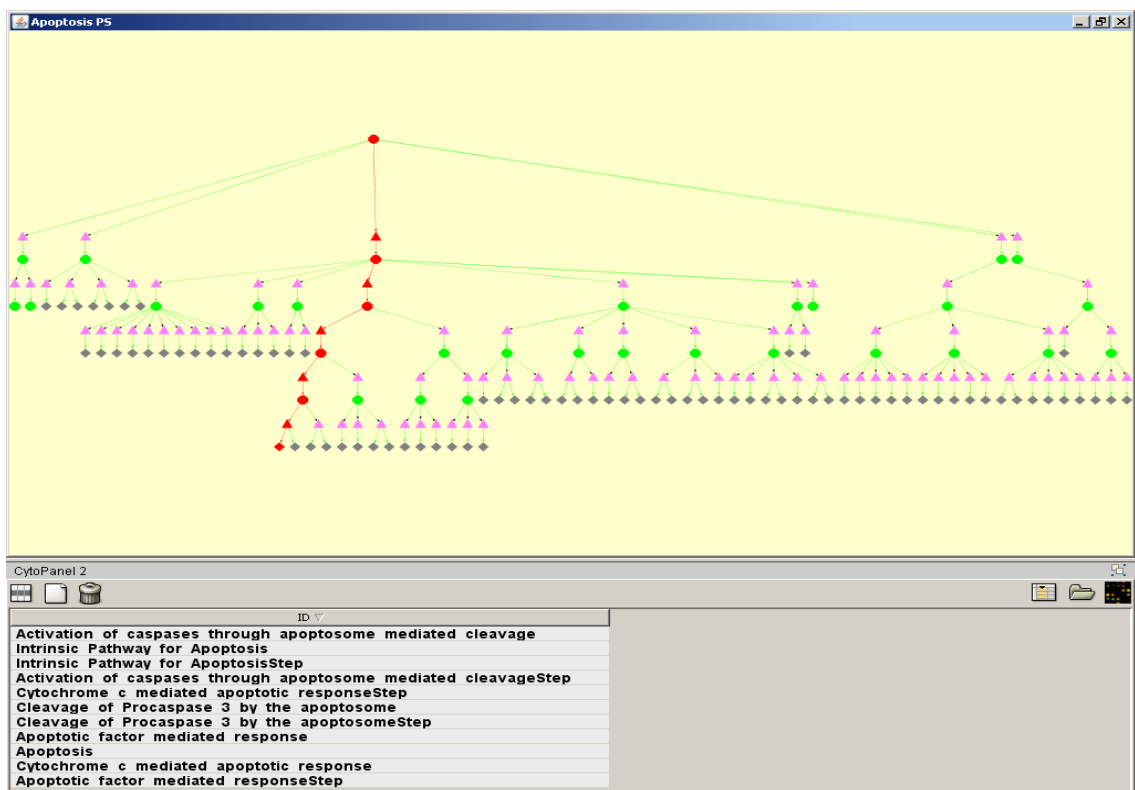 Apoptosis PS
CytoPanel 2
ID
Activation of caspases through apoptosome mediated cleavage
Intrinsic Pathway for Apoptosis
Intrinsic Pathway for ApoptosisStep
Activation of caspases through apoptosome mediated cleavageStep
Cytochrome c mediated apoptotic responseStep
Cleavage of Procaspase 3 by the apoptosome
Cleavage of Procaspase 3 by the apoptosomeStep
Apoptotic factor mediated response
Apoptosis
Cytochrome c mediated apoptotic response
Apoptotic factor mediated responseStep